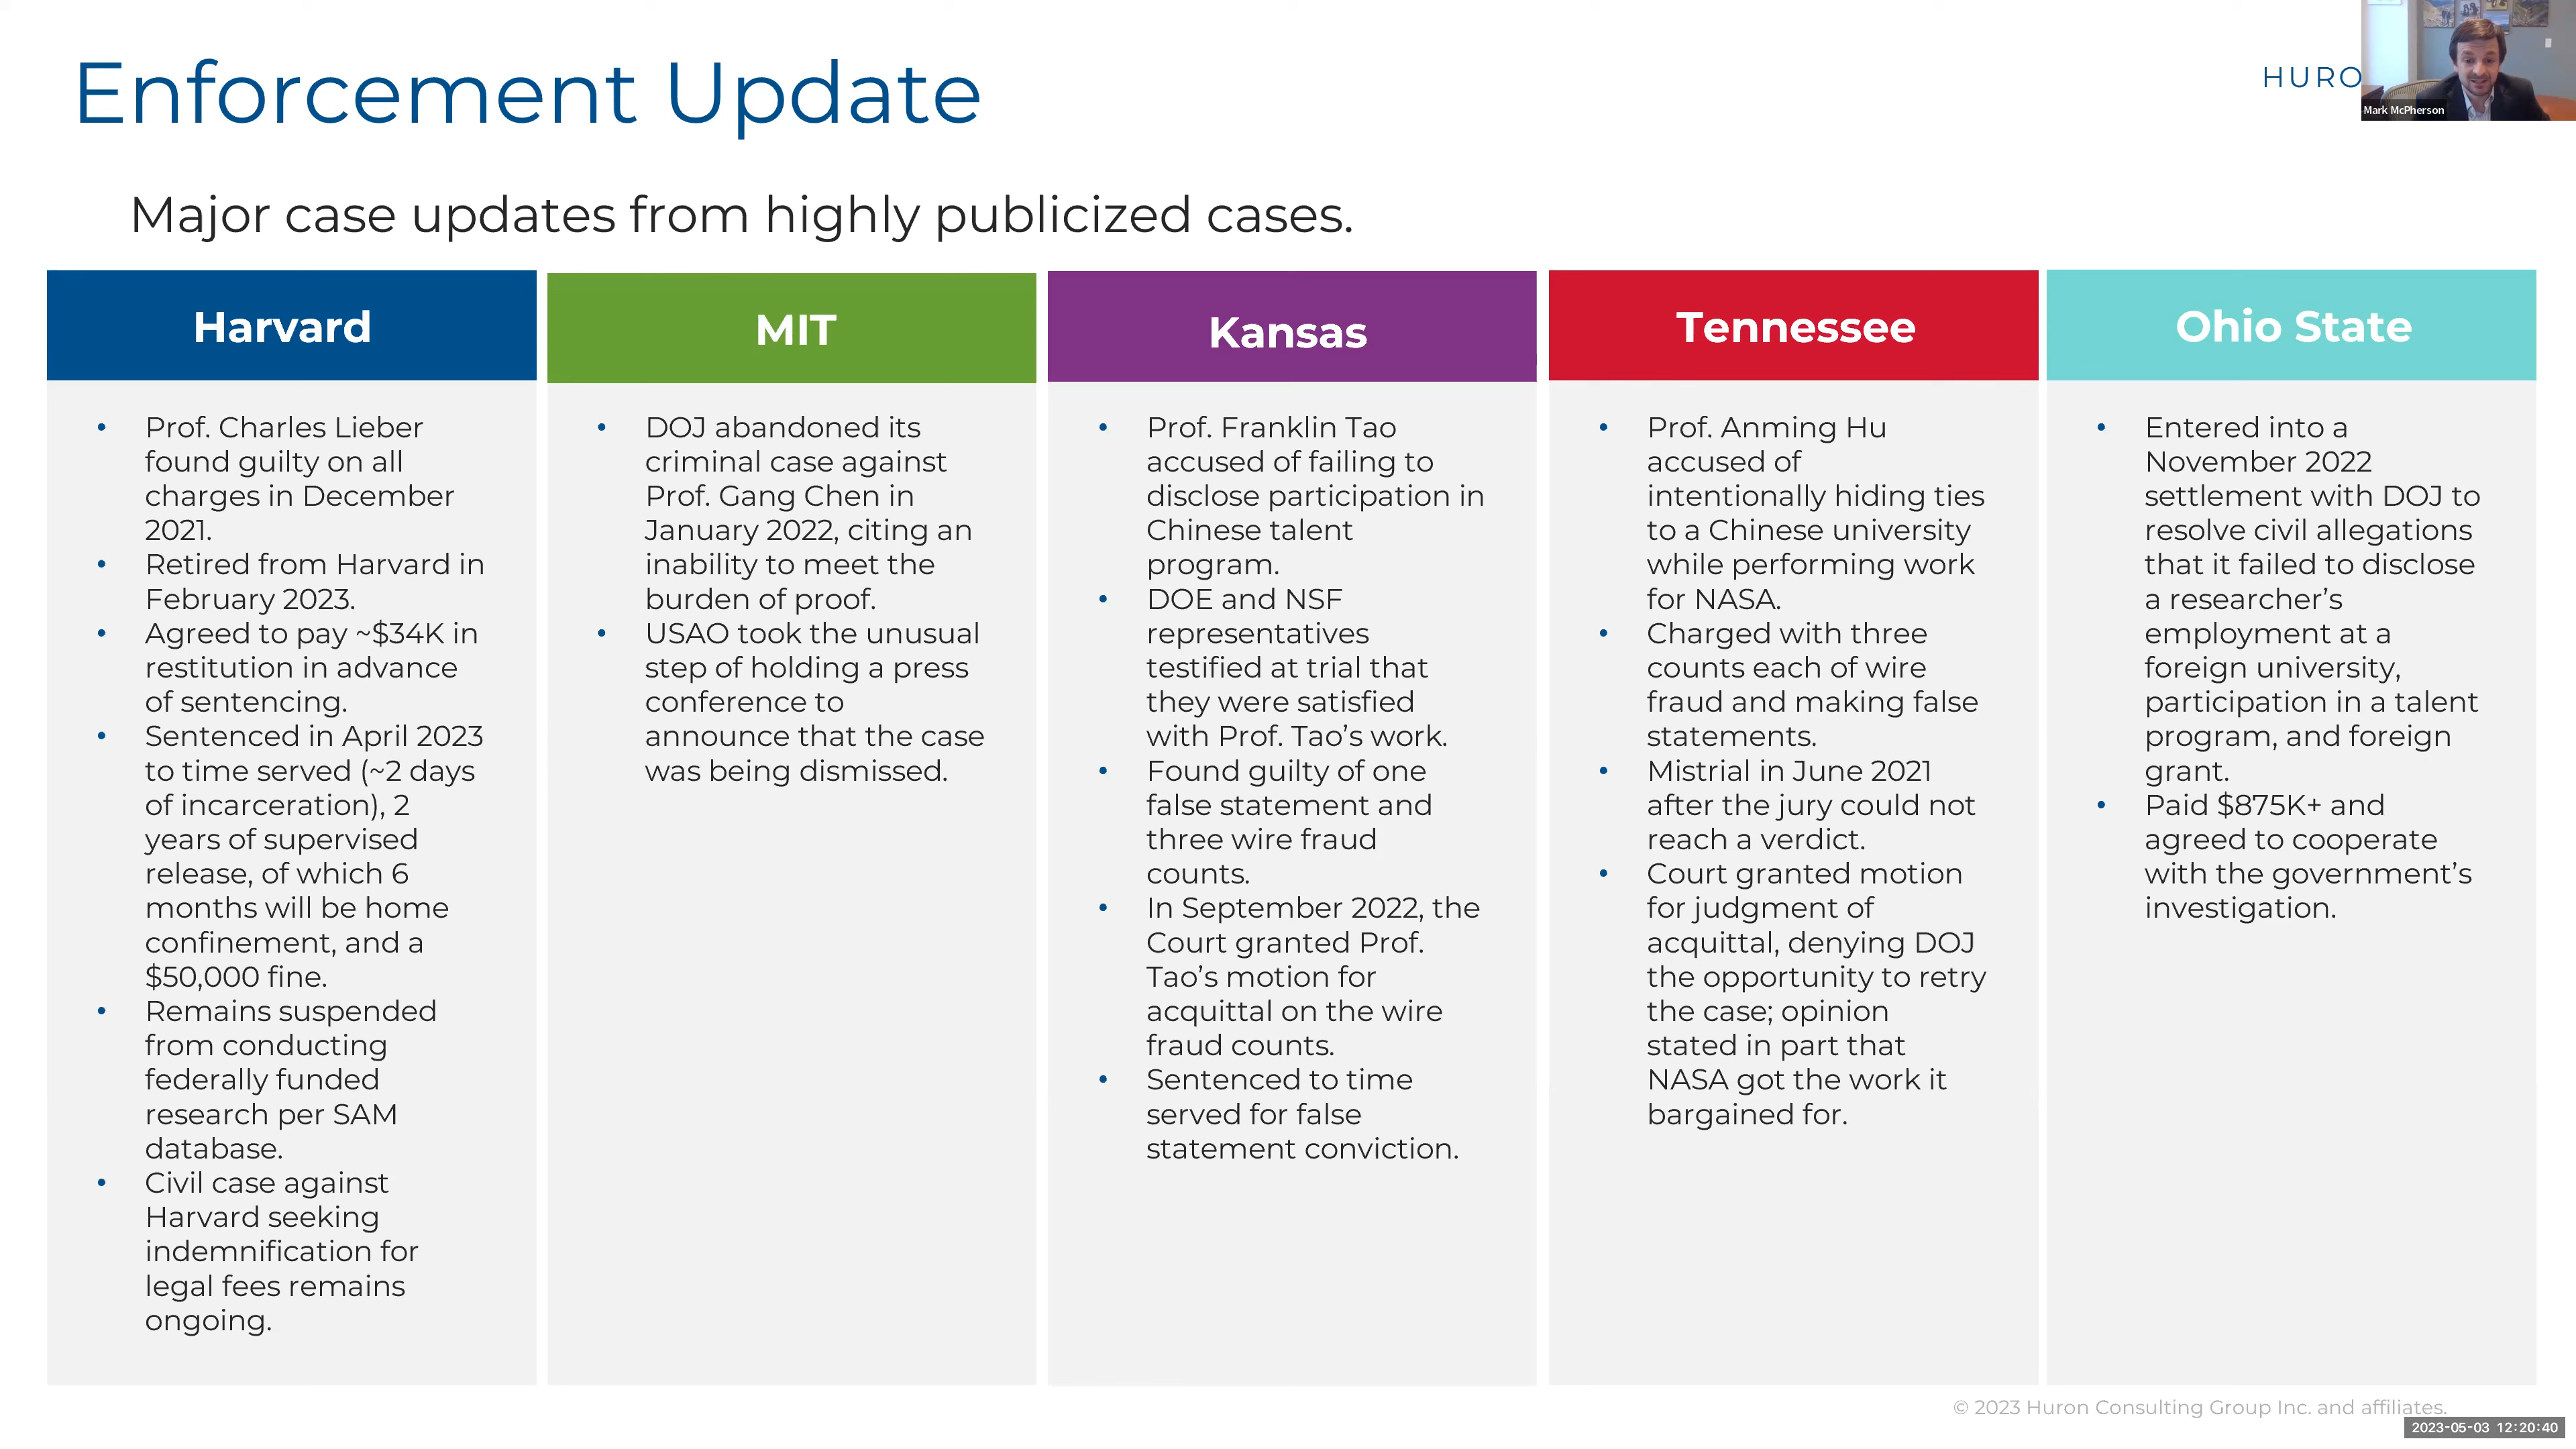 Enforcement Update
HURO
Mark McPherson
Major case updates from highly publicized cases.
Harvard
• Prof. Charles Lieber
found guilty on all
charges in December
2021.
• Retired from Harvard in
February 2023.
• Agreed to pay ~$34K in
restitution in advance
of sentencing.
• Sentenced in April 2023
to time served (~2 days
of incarceration), 2
years of supervised
release, of which 6
months will be home
confinement, and a
$50,000 fine.
• Remains suspended
from conducting
federally funded
research per SAM
database.
• Civil case against
Harvard seeking
indemnification for
legal fees remains
ongoing.
MIT
• DOJ abandoned its
criminal case against
Prof. Gang Chen in
January 2022, citing an
inability to meet the
burden of proof.
• USAO took the unusual
step of holding a press
conference to
announce that the case
was being dismissed.
Kansas
• Prof. Franklin Tao
accused of failing to
disclose participation in
Chinese talent
program.
• DOE and NSF
representatives
testified at trial that
they were satisfied
with Prof. Tao’s work.
• Found guilty of one
false statement and
three wire fraud
counts.
• In September 2022, the
Court granted Prof.
Tao’s motion for
acquittal on the wire
fraud counts.
• Sentenced to time
served for false
statement conviction.
Tennessee
• Prof. Anming Hu
accused of
intentionally hiding ties
to a Chinese university
while performing work
for NASA.
• Charged with three
counts each of wire
fraud and making false
statements.
• Mistrial in June 2021
after the jury could not
reach a verdict.
• Court granted motion
for judgment of
acquittal, denying DOJ
the opportunity to retry
the case; opinion
stated in part that
NASA got the work it
bargained for.
Ohio State
• Entered into a
November 2022
settlement with DOJ to
resolve civil allegations
that it failed to disclose
a researcher’s
employment at a
foreign university,
participation in a talent
program, and foreign
grant.
• Paid $875K+ and
agreed to cooperate
with the government’s
investigation.
© 2023 Huron Consulting Group Inc. and affiliates.
2023-05-03 12:20:40